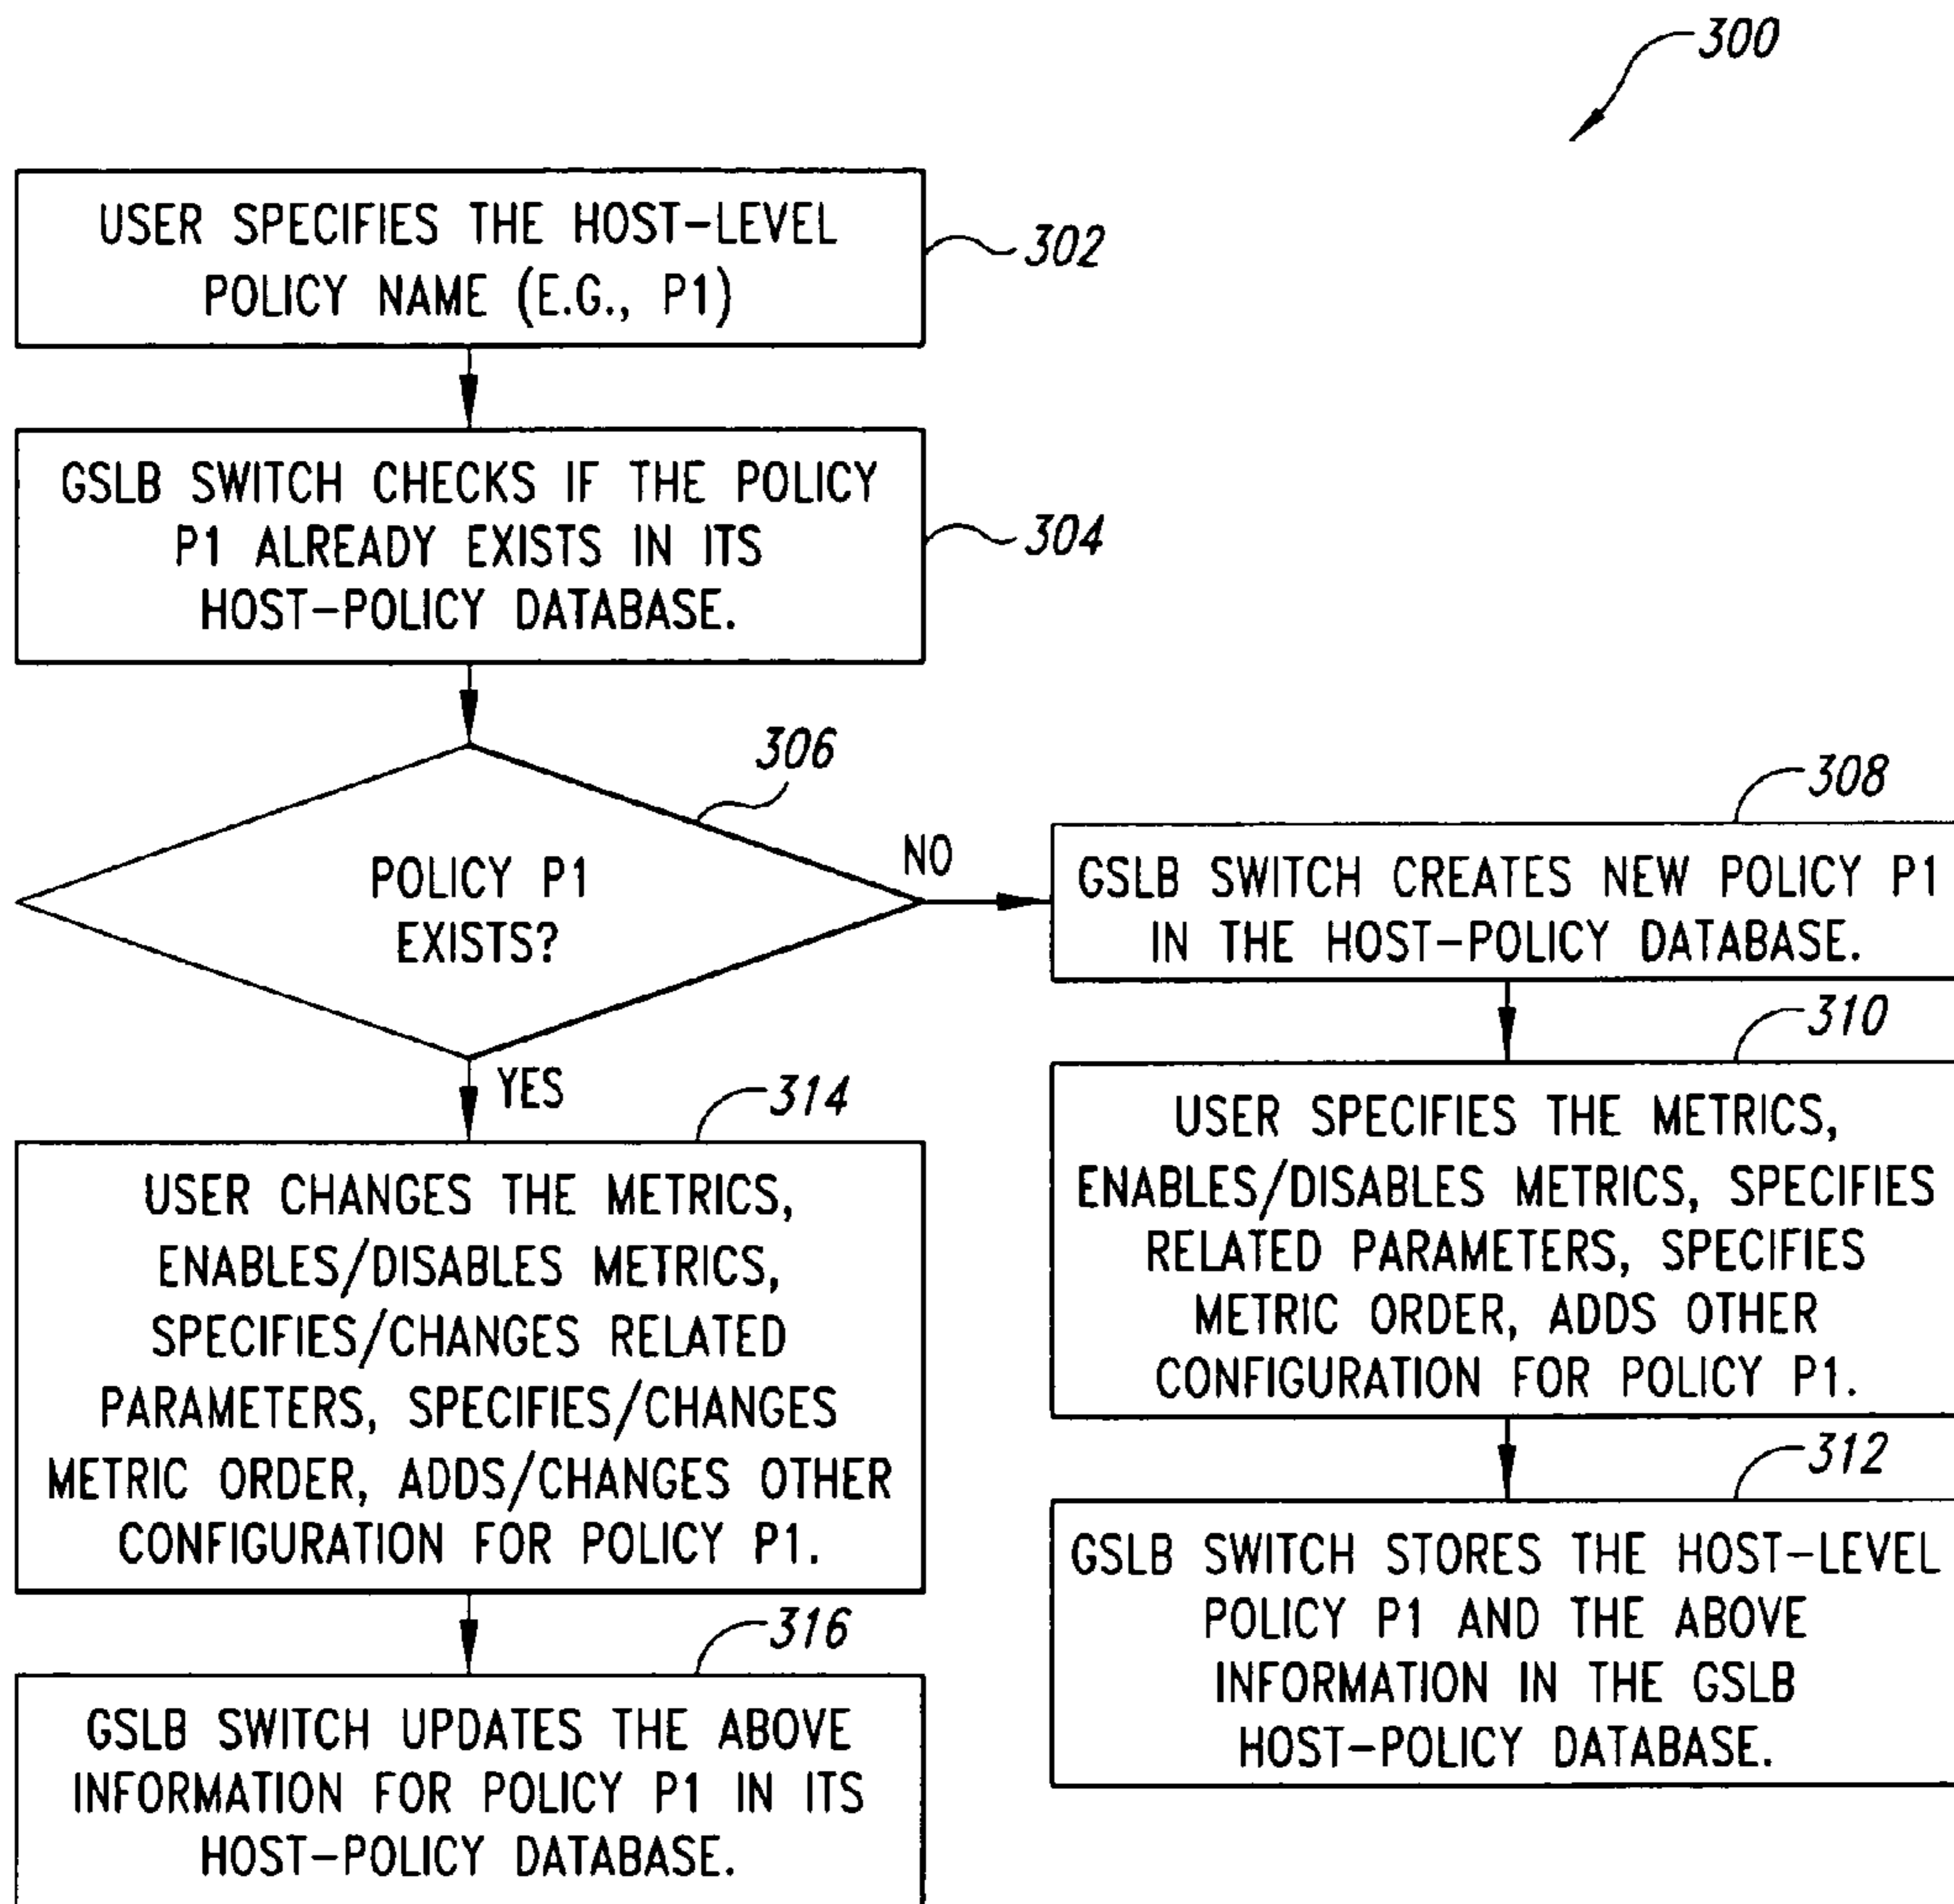 300
USER SPECIFIES THE HOST-LEVEL
POLICY NAME (E.G., P1)
302
GSLB SWITCH CHECKS IF THE POLICY
P1 ALREADY EXISTS IN ITS
HOST-POLICY DATABASE.
304
306
POLICY P1
EXISTS?
NO
YES
308
GSLB SWITCH CREATES NEW POLICY P1
IN THE HOST-POLICY DATABASE.
310
USER SPECIFIES THE METRICS,
ENABLES/DISABLES METRICS, SPECIFIES
RELATED PARAMETERS, SPECIFIES
METRIC ORDER, ADDS OTHER
CONFIGURATION FOR POLICY P1.
312
GSLB SWITCH STORES THE HOST-LEVEL
POLICY P1 AND THE ABOVE
INFORMATION IN THE GSLB
HOST-POLICY DATABASE.
314
USER CHANGES THE METRICS,
ENABLES/DISABLES METRICS,
SPECIFIES/CHANGES RELATED
PARAMETERS, SPECIFIES/CHANGES
METRIC ORDER, ADDS/CHANGES OTHER
CONFIGURATION FOR POLICY P1.
316
GSLB SWITCH UPDATES THE ABOVE
INFORMATION FOR POLICY P1 IN ITS
HOST-POLICY DATABASE.